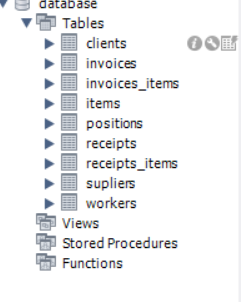 database
Tables
clients
invoices
invoices_items
items
positions
receipts
receipts_items
supliers
workers
Views
Stored Procedures
Functions